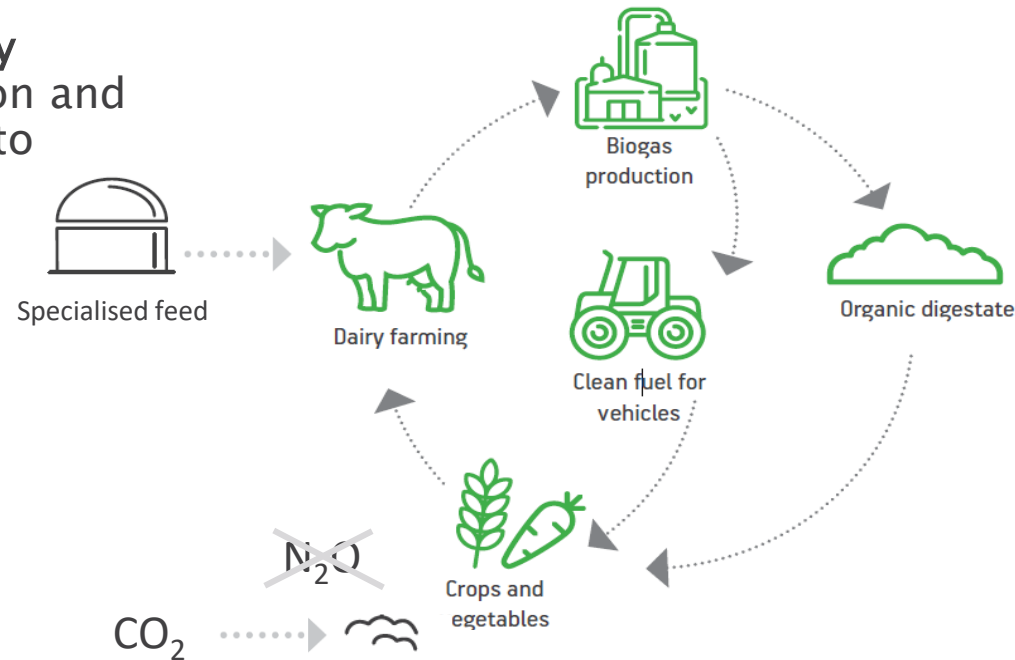 y
on and
to
Biogas
production
Specialised feed
Dairy farming
Organic digestate
Clean fuel for
vehicles
N₂O
Crops and
egetables
CO₂